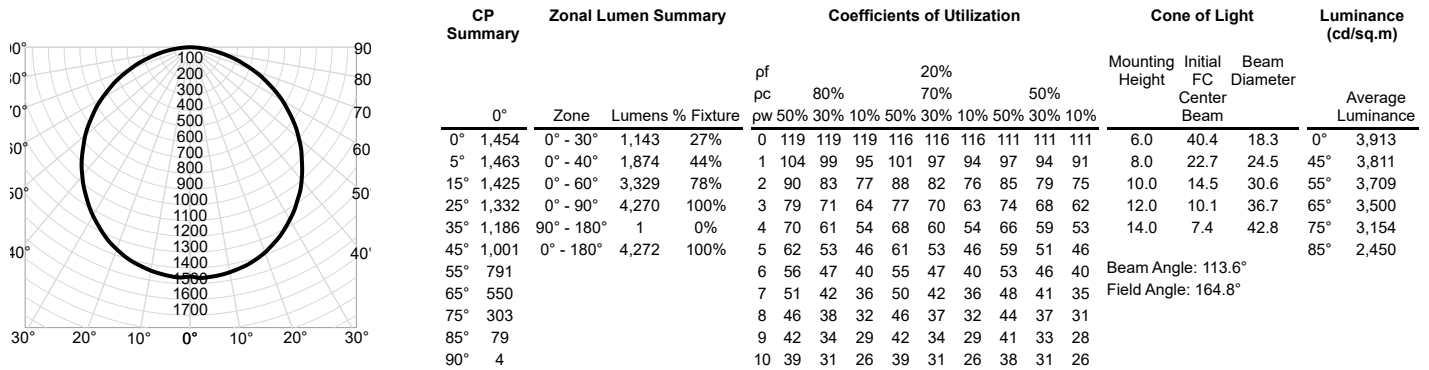 CP Summary
0°
0° 1,454
5° 1,463
15° 1,425
25° 1,332
35° 1,186
45° 1,001
55° 791
65° 550
75° 303
85° 79
90° 4
Zonal Lumen Summary
Zone Lumens % Fixture
0° - 30° 1,143 27%
0° - 40° 1,874 44%
0° - 60° 3,329 78%
0° - 90° 4,270 100%
90° - 180° 1 0%
0° - 180° 4,272 100%
Coefficients of Utilization
ρf 20%
ρc 80% 70% 50%
ρw 50% 30% 10% 50% 30% 10% 50% 30% 10%
0 119 119 119 116 116 116 111 111 111
1 104 99 95 101 97 94 97 94 91
2 90 83 77 88 82 76 85 79 75
3 79 71 64 77 70 63 74 68 62
4 70 61 54 68 60 54 66 59 53
5 62 53 46 61 53 46 59 51 46
6 56 47 40 55 47 40 53 46 40
7 51 42 36 50 42 36 48 41 35
8 46 38 32 46 37 32 44 37 31
9 42 34 29 42 34 29 41 33 28
10 39 31 26 39 31 26 38 31 26
Cone of Light
Mounting Initial Beam
Height FC Diameter
Center
Beam
6.0 40.4 18.3
8.0 22.7 24.5
10.0 14.5 30.6
12.0 10.1 36.7
14.0 7.4 42.8
Beam Angle: 113.6°
Field Angle: 164.8°
Luminance
(cd/sq.m)
Average
Luminance
0° 3,913
45° 3,811
55° 3,709
65° 3,500
75° 3,154
85° 2,450
90
80
70
60
50
40°
100
200
300
400
500
600
700
800
900
1000
1100
1200
1300
1400
1500
1600
1700
30° 20° 10° 0° 10° 20° 30°